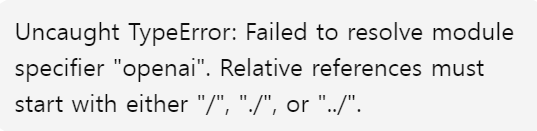 Uncaught TypeError: Failed to resolve module
specifier "openai". Relative references must
start with either "/", "./", or "../".